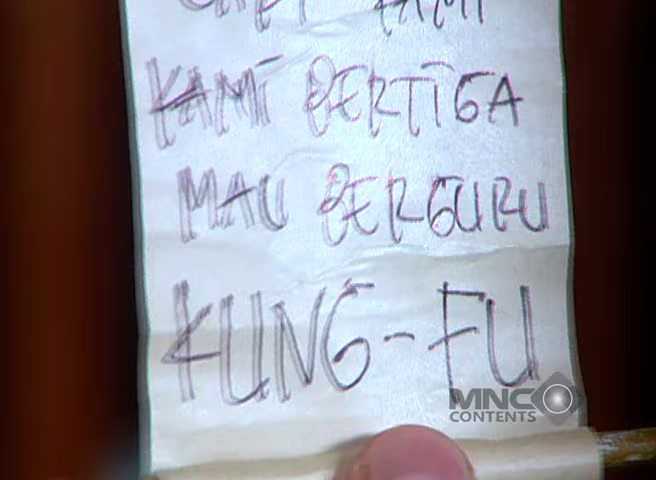 KAMI BERTIGA
MAU BERGURU
KUNG-FU
MNC
CONTENTS